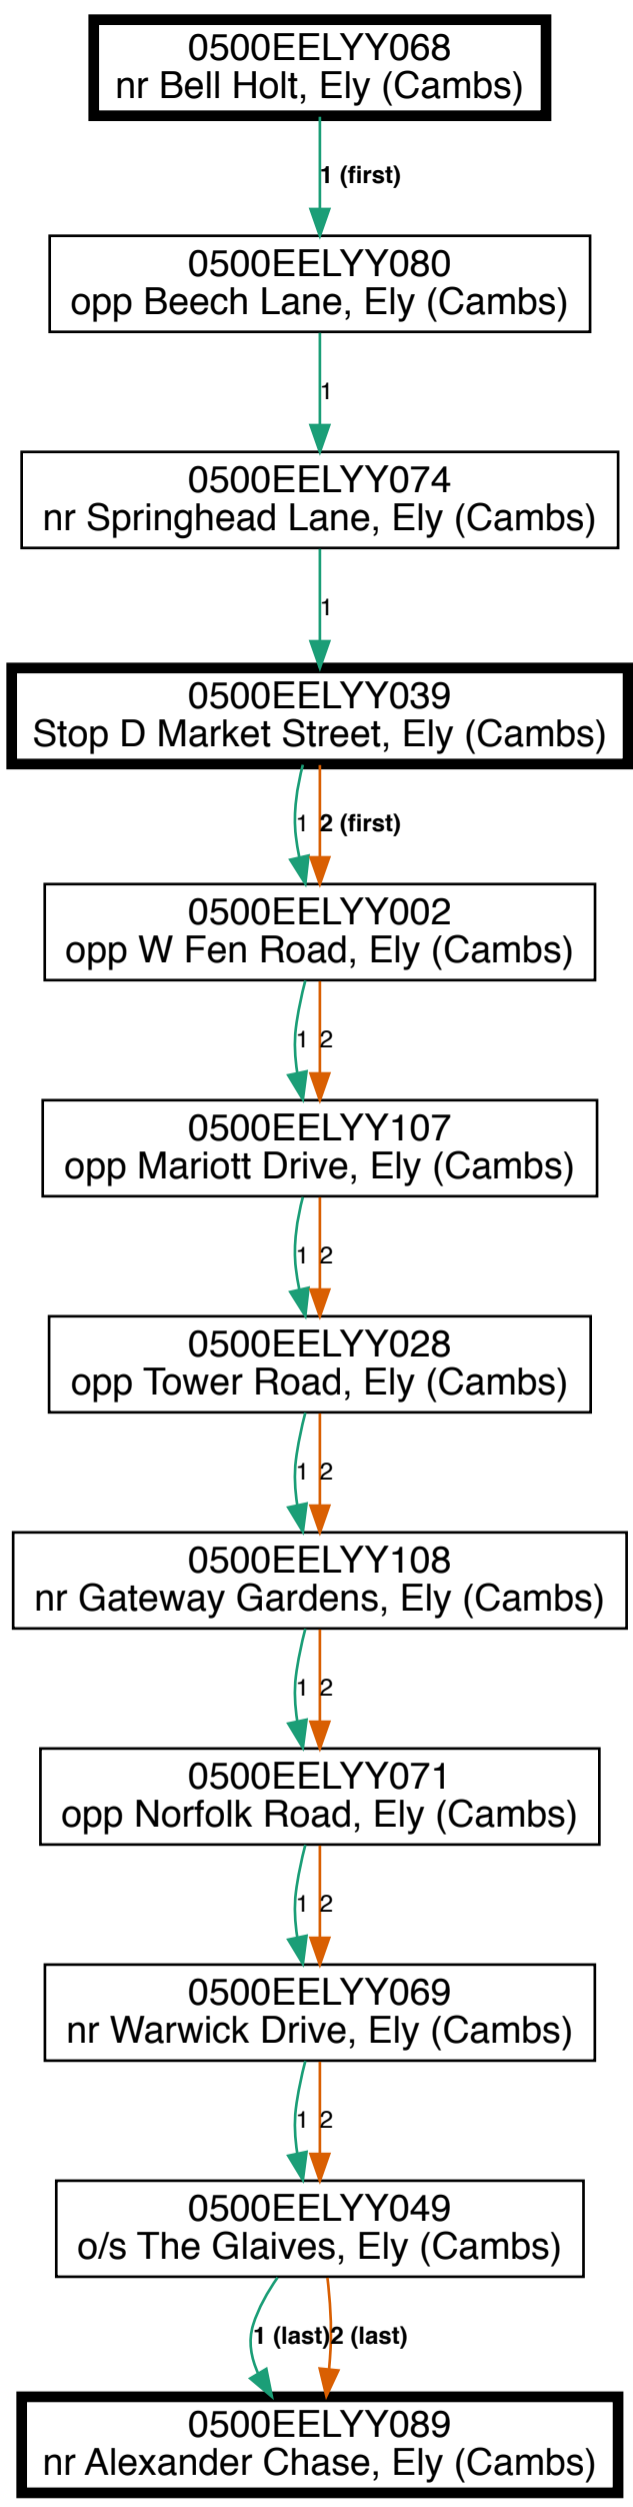 0500EELYY068
nr Bell Holt, Ely (Cambs)
1 (first)
0500EELYY080
opp Beech Lane, Ely (Cambs)
1
0500EELYY074
nr Springhead Lane, Ely (Cambs)
1
0500EELYY039
Stop D Market Street, Ely (Cambs)
1 2 (first)
0500EELYY002
opp W Fen Road, Ely (Cambs)
1 2
0500EELYY107
opp Mariott Drive, Ely (Cambs)
1 2
0500EELYY028
opp Tower Road, Ely (Cambs)
1 2
0500EELYY108
nr Gateway Gardens, Ely (Cambs)
1 2
0500EELYY071
opp Norfolk Road, Ely (Cambs)
1 2
0500EELYY069
nr Warwick Drive, Ely (Cambs)
1 2
0500EELYY049
o/s The Glaives, Ely (Cambs)
1 (last) 2 (last)
0500EELYY089
nr Alexander Chase, Ely (Cambs)